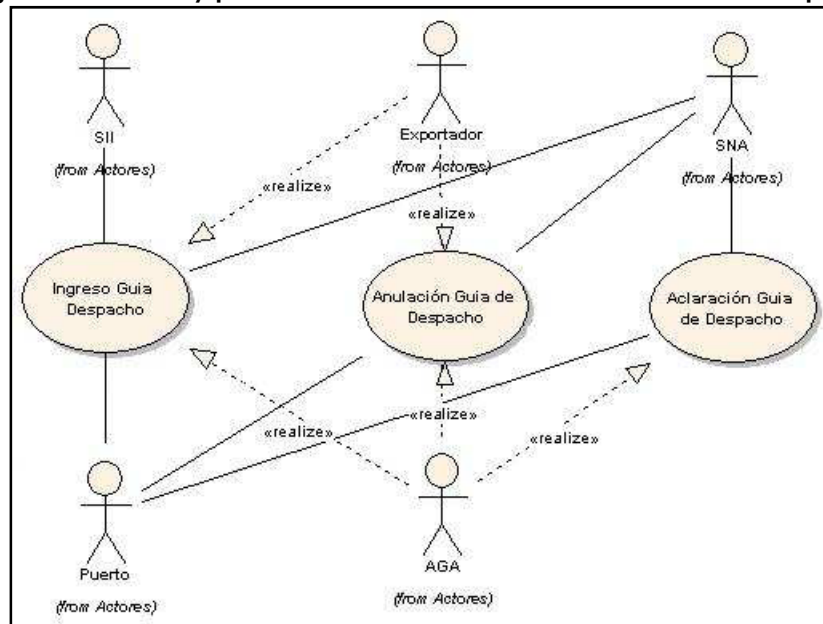 SII
(from Actores)
Exportador
(from Actores)
SNA
(from Actores)
«realize»
«realize»
Ingreso Guia
Despacho
Anulación Guia de
Despacho
Aclaración Guia
de Despacho
«realize»
«realize»
«realize»
Puerto
(from Actores)
AGA
(from Actores)